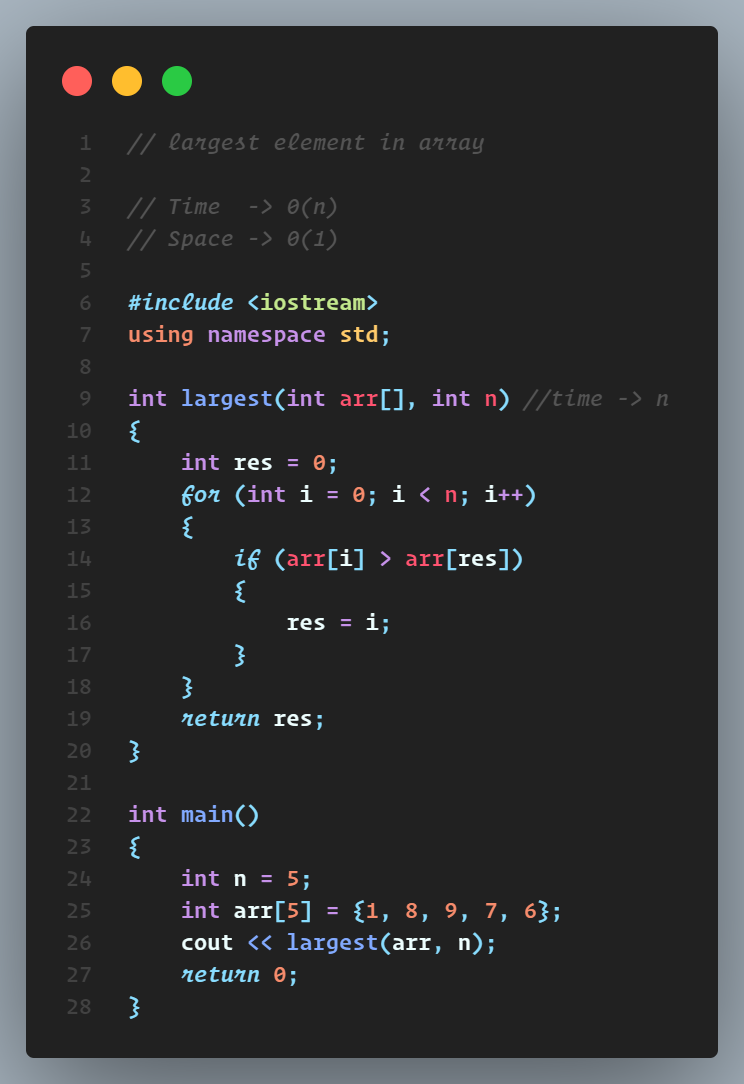 1 // largest element in array
2
3 // Time  -> 0(n)
4 // Space -> 0(1)
5
6 #include <iostream>
7 using namespace std;
8
9 int largest(int arr[], int n) //time -> n
10 {
11     int res = 0;
12     for (int i = 0; i < n; i++)
13     {
14         if (arr[i] > arr[res])
15         {
16             res = i;
17         }
18     }
19     return res;
20 }
21
22 int main()
23 {
24     int n = 5;
25     int arr[5] = {1, 8, 9, 7, 6};
26     cout << largest(arr, n);
27     return 0;
28 }